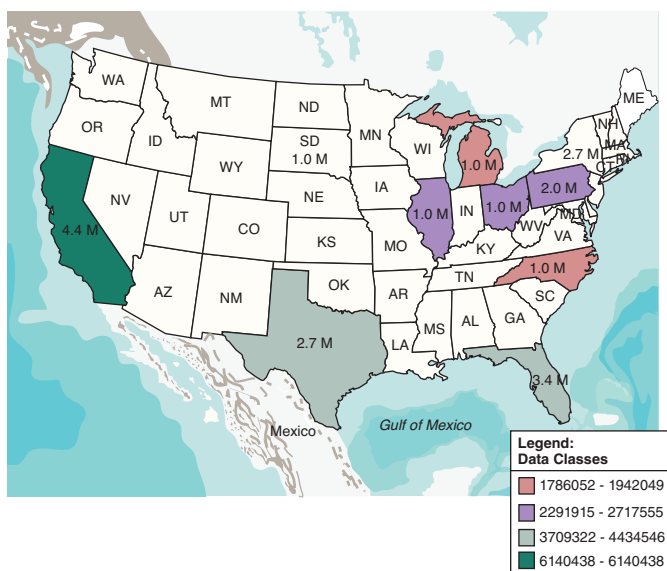 WA
MT
ND
ME
OR
ID
SD
1.0 M
MN
WI
1.0 M
NH
MA
RI
CT
2.7 M
WY
NE
IA
2.0 M
NV
UT
CO
1.0 M
IN
1.0 M
MD
WV
VA
4.4 M
KS
MO
KY
AZ
NM
OK
AR
TN
1.0 M
SC
MS
AL
GA
LA
2.7 M
3.4 M
Mexico
Gulf of Mexico
Legend:
Data Classes
1786052 - 1942049
2291915 - 2717555
3709322 - 4434546
6140438 - 6140438